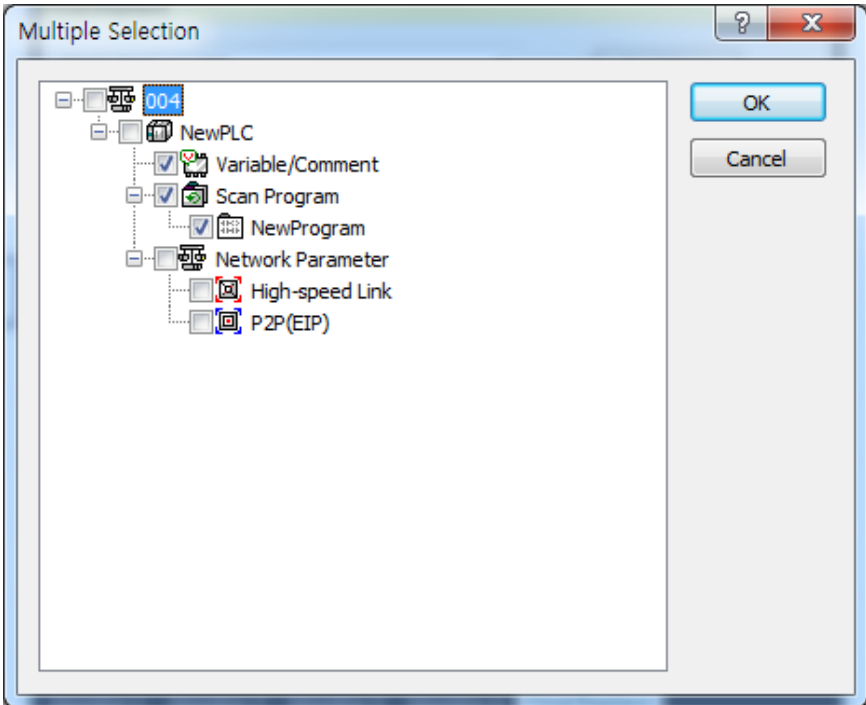 Multiple Selection
OK
Cancel
004
NewPLC
Variable/Comment
Scan Program
NewProgram
Network Parameter
High-speed Link
P2P(EIP)